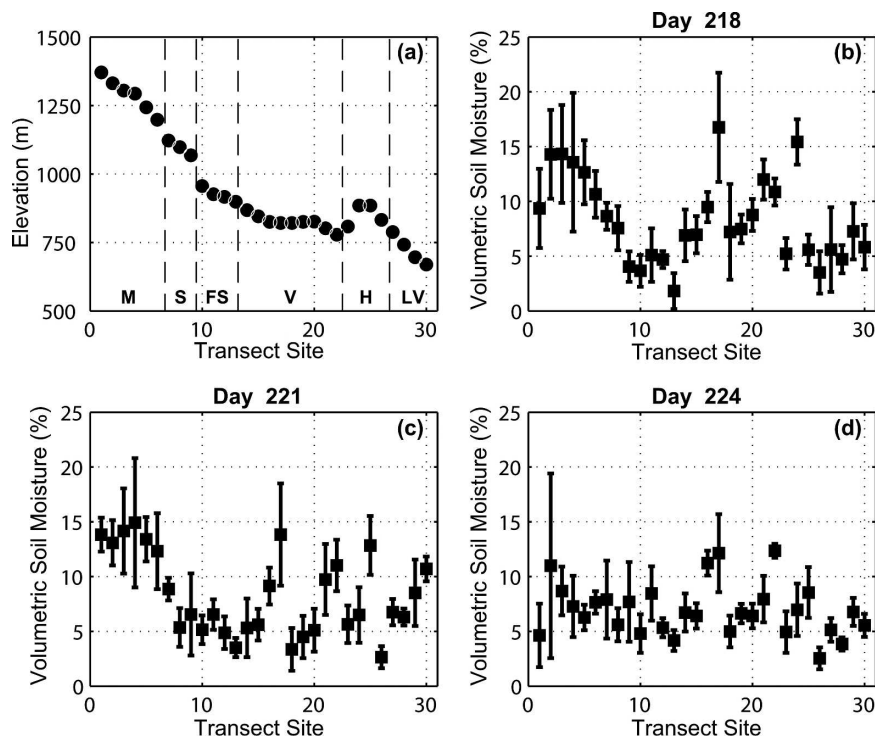 (a)
1500
1250
1000
750
500
Elevation (m)
M S FS V H LV
0 10 20 30
Transect Site
Day 218
(b)
25
20
15
10
5
0
Volumetric Soil Moisture (%)
0 10 20 30
Transect Site
Day 221
(c)
25
20
15
10
5
0
Volumetric Soil Moisture (%)
0 10 20 30
Transect Site
Day 224
(d)
25
20
15
10
5
0
Volumetric Soil Moisture (%)
0 10 20 30
Transect Site